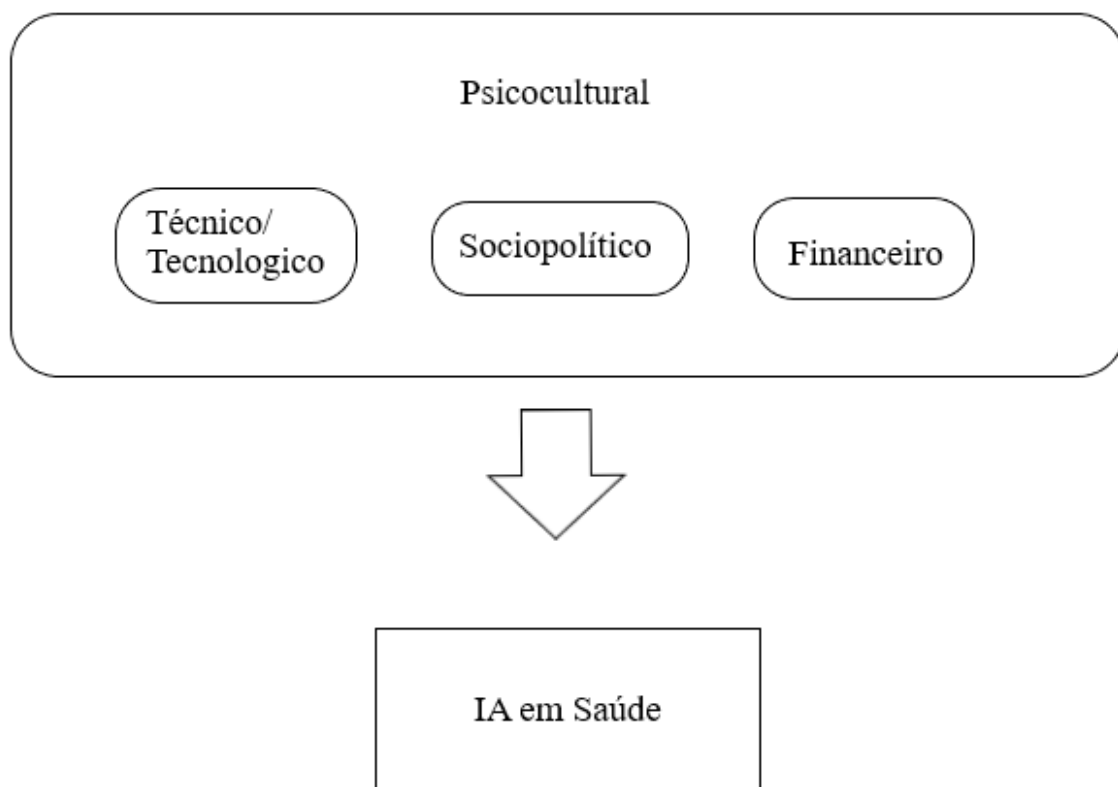 Psicocultural
Técnico/
Tecnologico
Sociopolítico
Financeiro
IA em Saúde